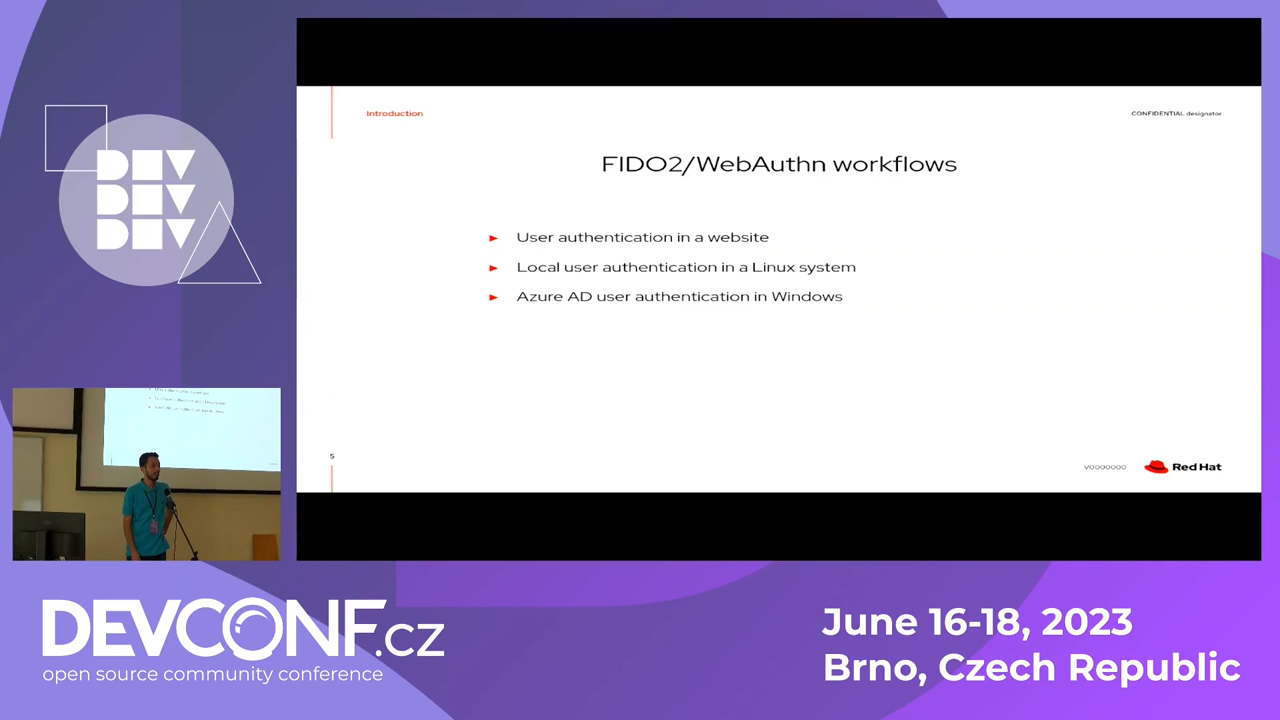 DEV
DEV
DEV
Introduction
CONFIDENTIAL designator
FIDO2/WebAuthn workflows
► User authentication in a website
► Local user authentication in a Linux system
► Azure AD user authentication in Windows
5
V0000000
Red Hat
DEVCONF.cz
open source community conference
June 16-18, 2023
Brno, Czech Republic